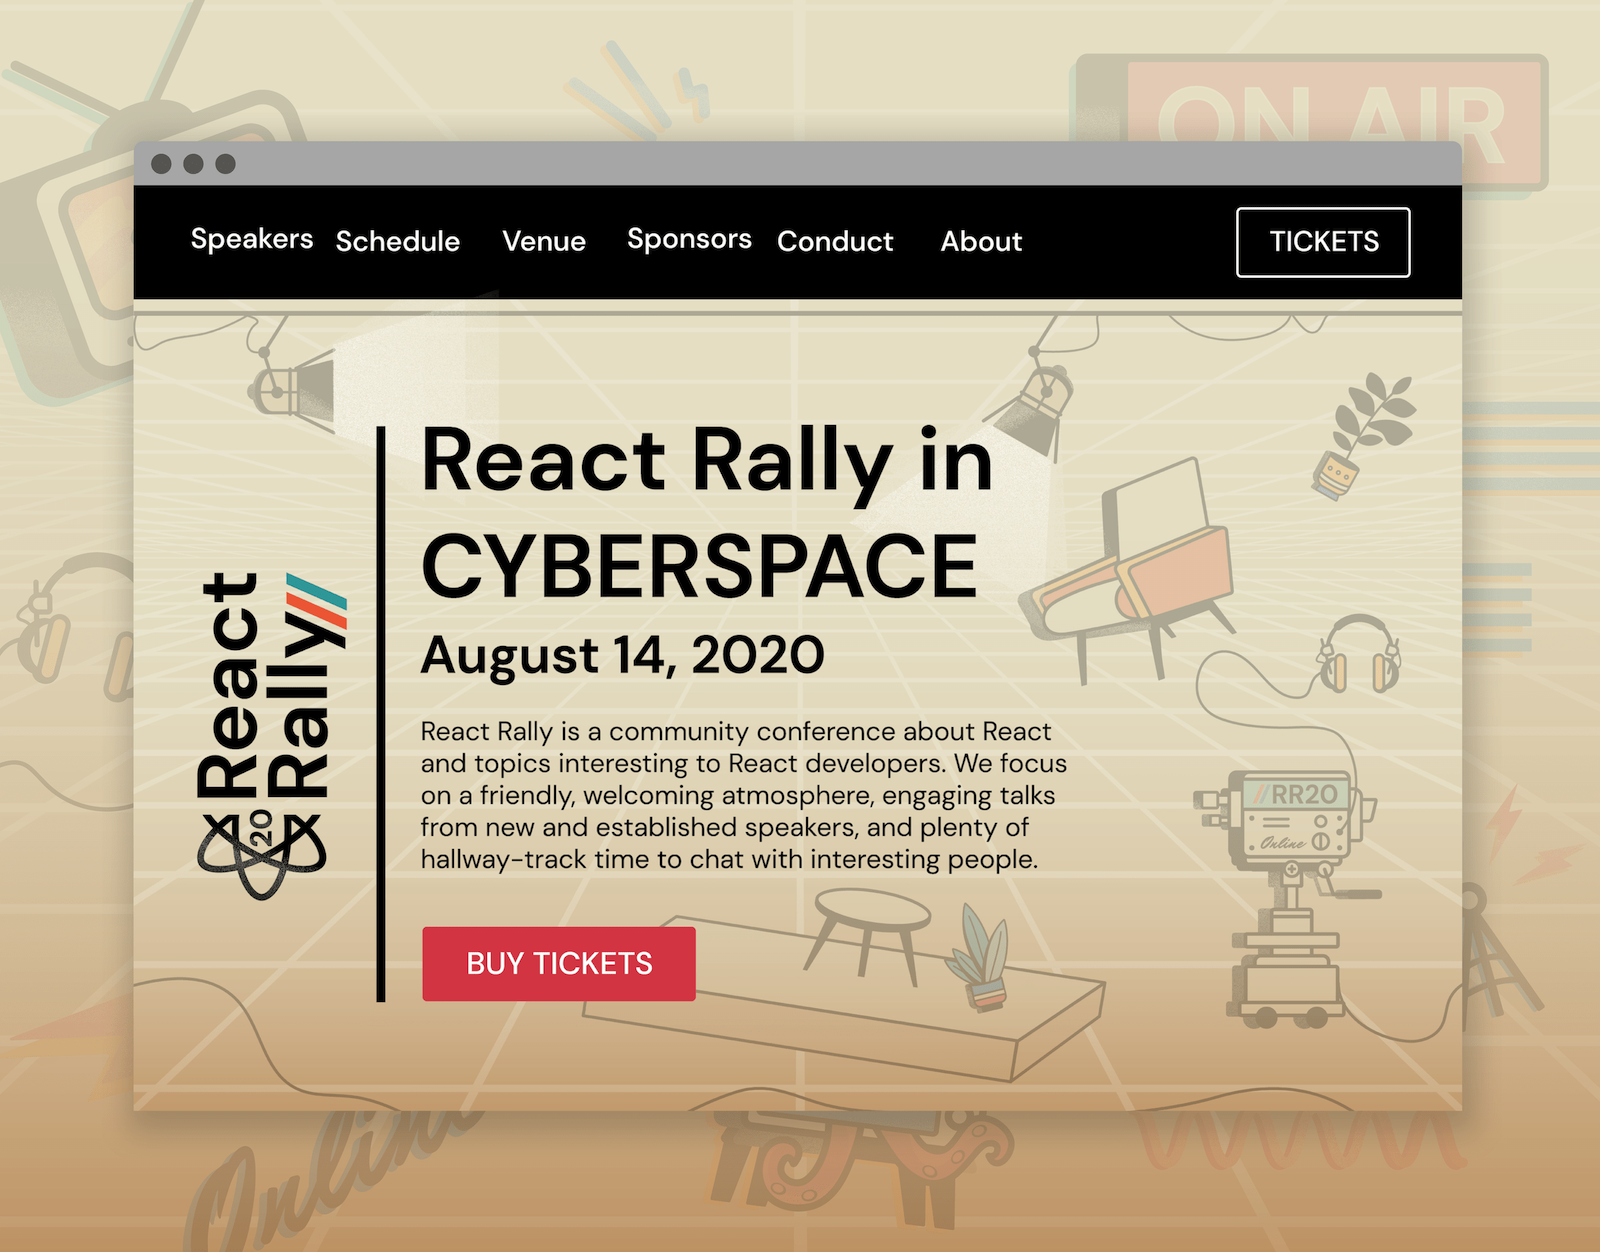 ON AIR
Speakers Schedule Venue Sponsors Conduct About TICKETS
React
Rally//
20
React Rally in
CYBERSPACE
August 14, 2020
React Rally is a community conference about React
and topics interesting to React developers. We focus
on a friendly, welcoming atmosphere, engaging talks
from new and established speakers, and plenty of
hallway-track time to chat with interesting people.
BUY TICKETS
//RR20
Online
Online